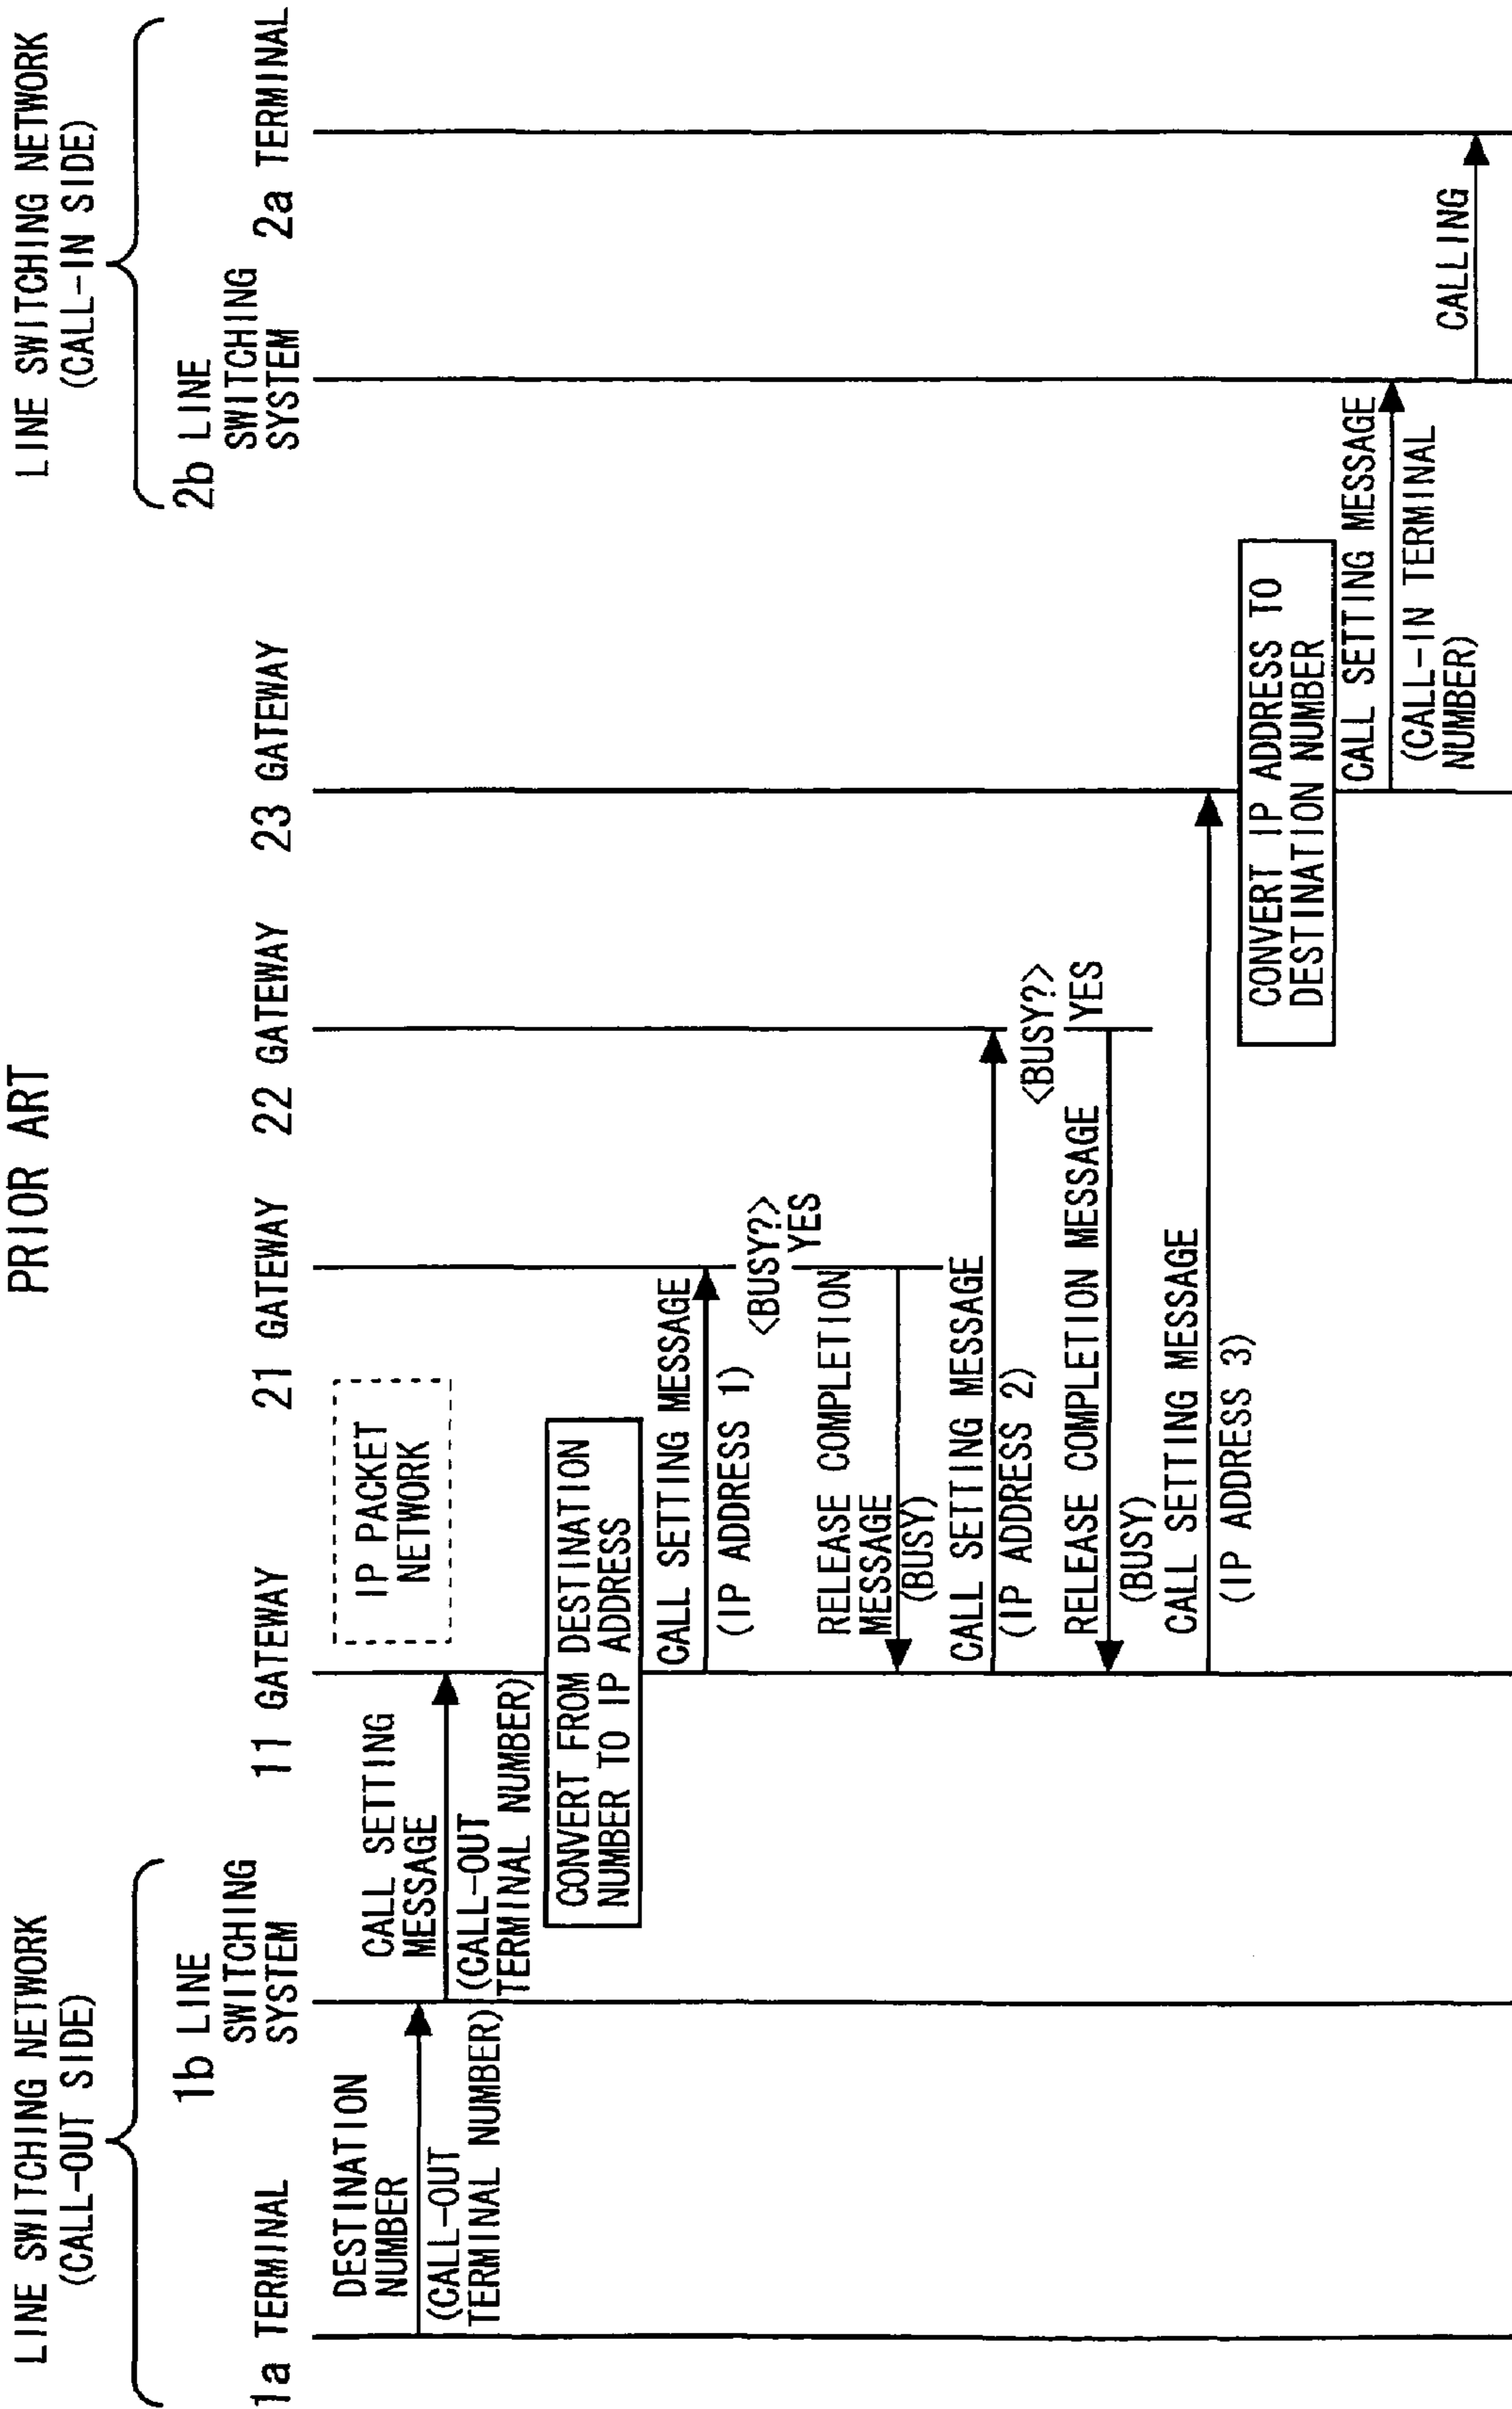 PRIOR ART
LINE SWITCHING NETWORK
(CALL-OUT SIDE)
LINE SWITCHING NETWORK
(CALL-IN SIDE)
1a TERMINAL
1b LINE
SWITCHING
SYSTEM
11 GATEWAY
21 GATEWAY
22 GATEWAY
23 GATEWAY
2b LINE
SWITCHING
SYSTEM
2a TERMINAL
IP PACKET
NETWORK
DESTINATION
NUMBER
(CALL-OUT
TERMINAL NUMBER)
CALL SETTING
MESSAGE
(CALL-OUT
TERMINAL NUMBER)
CONVERT FROM DESTINATION
NUMBER TO IP ADDRESS
CALL SETTING MESSAGE
(IP ADDRESS 1)
<BUSY?>
YES
RELEASE COMPLETION
MESSAGE
(BUSY)
CALL SETTING MESSAGE
(IP ADDRESS 2)
<BUSY?>
YES
RELEASE COMPLETION MESSAGE
(BUSY)
CALL SETTING MESSAGE
(IP ADDRESS 3)
CONVERT IP ADDRESS TO
DESTINATION NUMBER
CALL SETTING MESSAGE
(CALL-IN TERMINAL
NUMBER)
CALLING